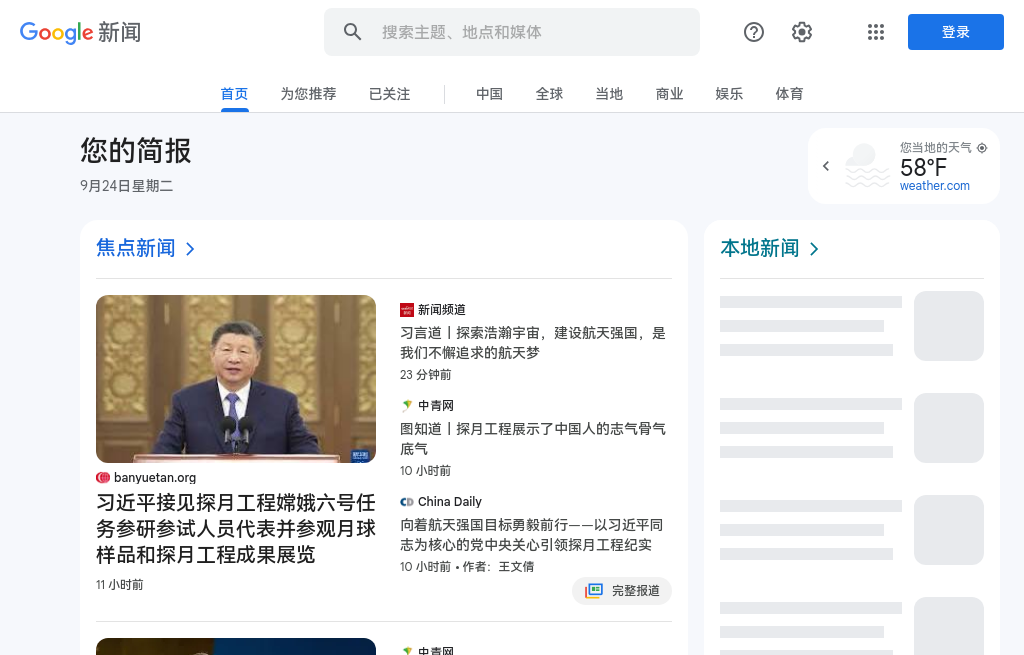 Google 新闻
搜索主题、地点和媒体
登录
首页
为您推荐
已关注
中国
全球
当地
商业
娱乐
体育
您的简报
9月24日星期二
您当地的天气
58°F
weather.com
焦点新闻
banyuetan.org
习近平接见探月工程嫦娥六号任
务参研参试人员代表并参观月球
样品和探月工程成果展览
11 小时前
新闻频道
习言道丨探索浩瀚宇宙，建设航天强国，是
我们不懈追求的航天梦
23 分钟前
中青网
图知道丨探月工程展示了中国人的志气骨气
底气
10 小时前
China Daily
向着航天强国目标勇毅前行——以习近平同
志为核心的党中央关心引领探月工程纪实
10 小时前 • 作者：王文倩
完整报道
中青网
本地新闻